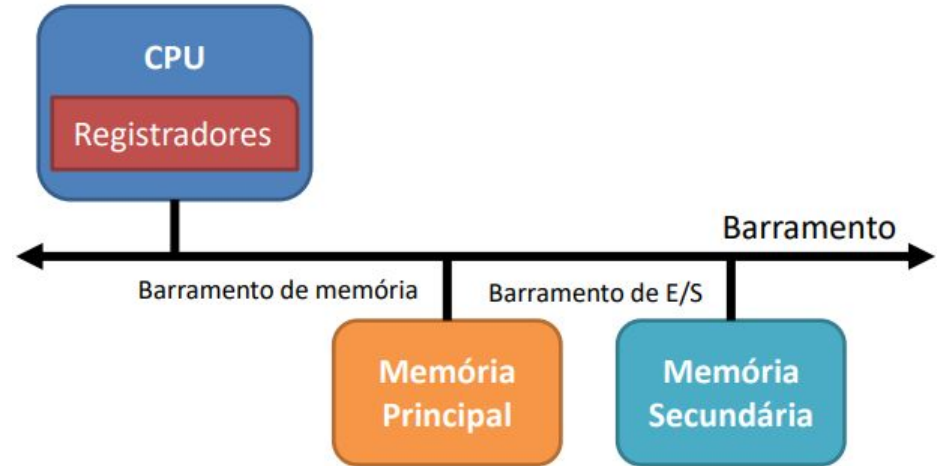 CPU
Registradores
Barramento
Barramento de memória
Barramento de E/S
Memória
Principal
Memória
Secundária